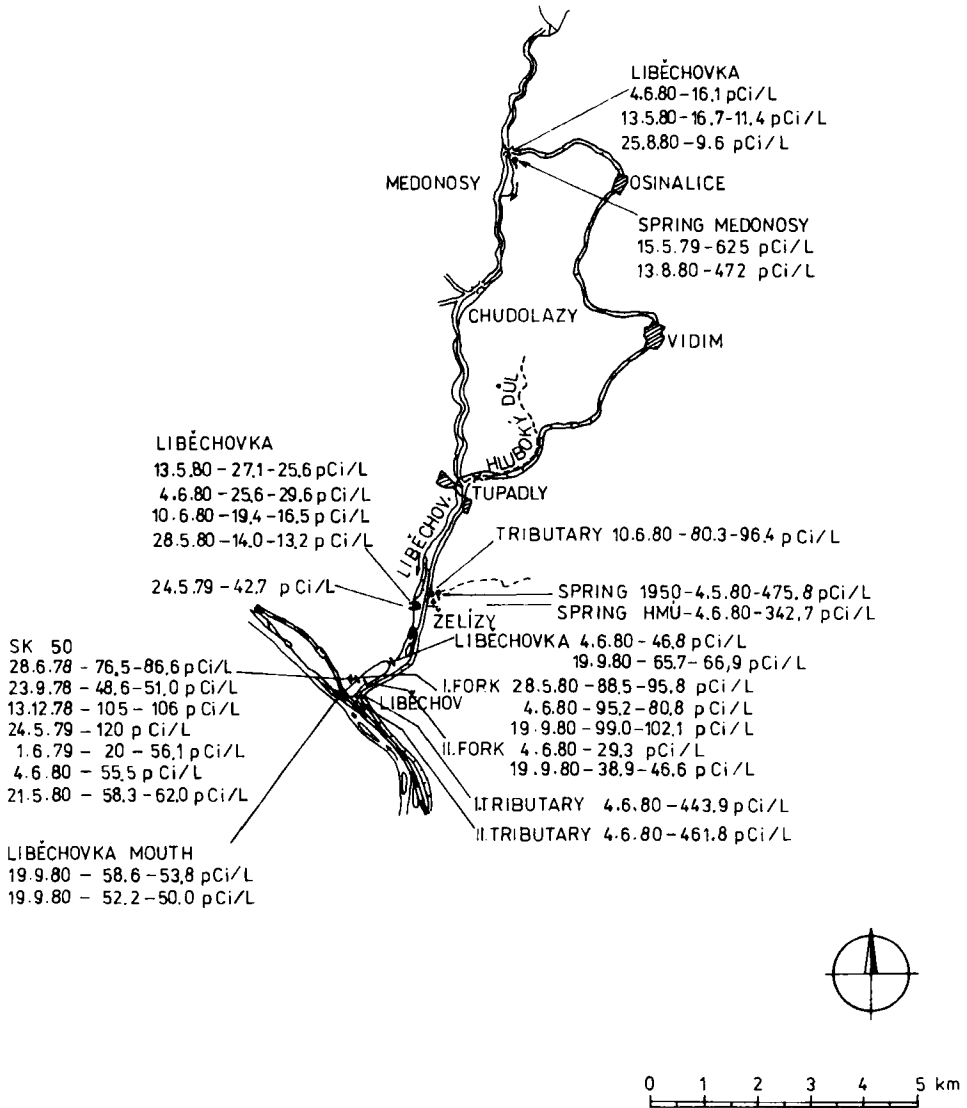 LIBĚCHOVKA
4.6.80-16,1 pCi/L
13.5.80-16,7-11,4 pCi/L
25.8.80-9.6 pCi/L
MEDONOSY
OSINALICE
SPRING MEDONOSY
15.5.79-625 pCi/L
13.8.80-472 pCi/L
CHUDOLAZY
VIDIM
HLUBOKÝ DŮL
LIBĚCHOVKA
13.5.80-27,1-25,6 pCi/L
4.6.80-25,6-29,6 pCi/L
10.6.80-19,4-16,5 pCi/L
28.5.80-14,0-13,2 pCi/L
TUPADLY
LIBĚCHOV.
TRIBUTARY 10.6.80-80.3-96.4 pCi/L
24.5.79-42,7 pCi/L
SPRING 1950-4.5.80-475.8 pCi/L
SPRING HMÚ-4.6.80-342,7 pCi/L
ŽELÍZY
LIBĚCHOVKA 4.6.80-46,8 pCi/L
19.9.80-65.7-66,9 pCi/L
SK 50
28.6.78-76,5-86,6 pCi/L
23.9.78-48.6-51,0 pCi/L
13.12.78-105-106 pCi/L
24.5.79-120 pCi/L
1.6.79-20-56,1 pCi/L
4.6.80-55,5 pCi/L
21.5.80-58,3-62,0 pCi/L
I.FORK 28.5.80-88,5-95,8 pCi/L
4.6.80-95,2-80,8 pCi/L
19.9.80-99.0-102,1 pCi/L
LIBĚCHOV
II.FORK 4.6.80-29,3 pCi/L
19.9.80-38,9-46,6 pCi/L
I.TRIBUTARY 4.6.80-443,9 pCi/L
II.TRIBUTARY 4.6.80-461.8 pCi/L
LIBĚCHOVKA MOUTH
19.9.80-58.6-53,8 pCi/L
19.9.80-52.2-50.0 pCi/L
0 1 2 3 4 5 km